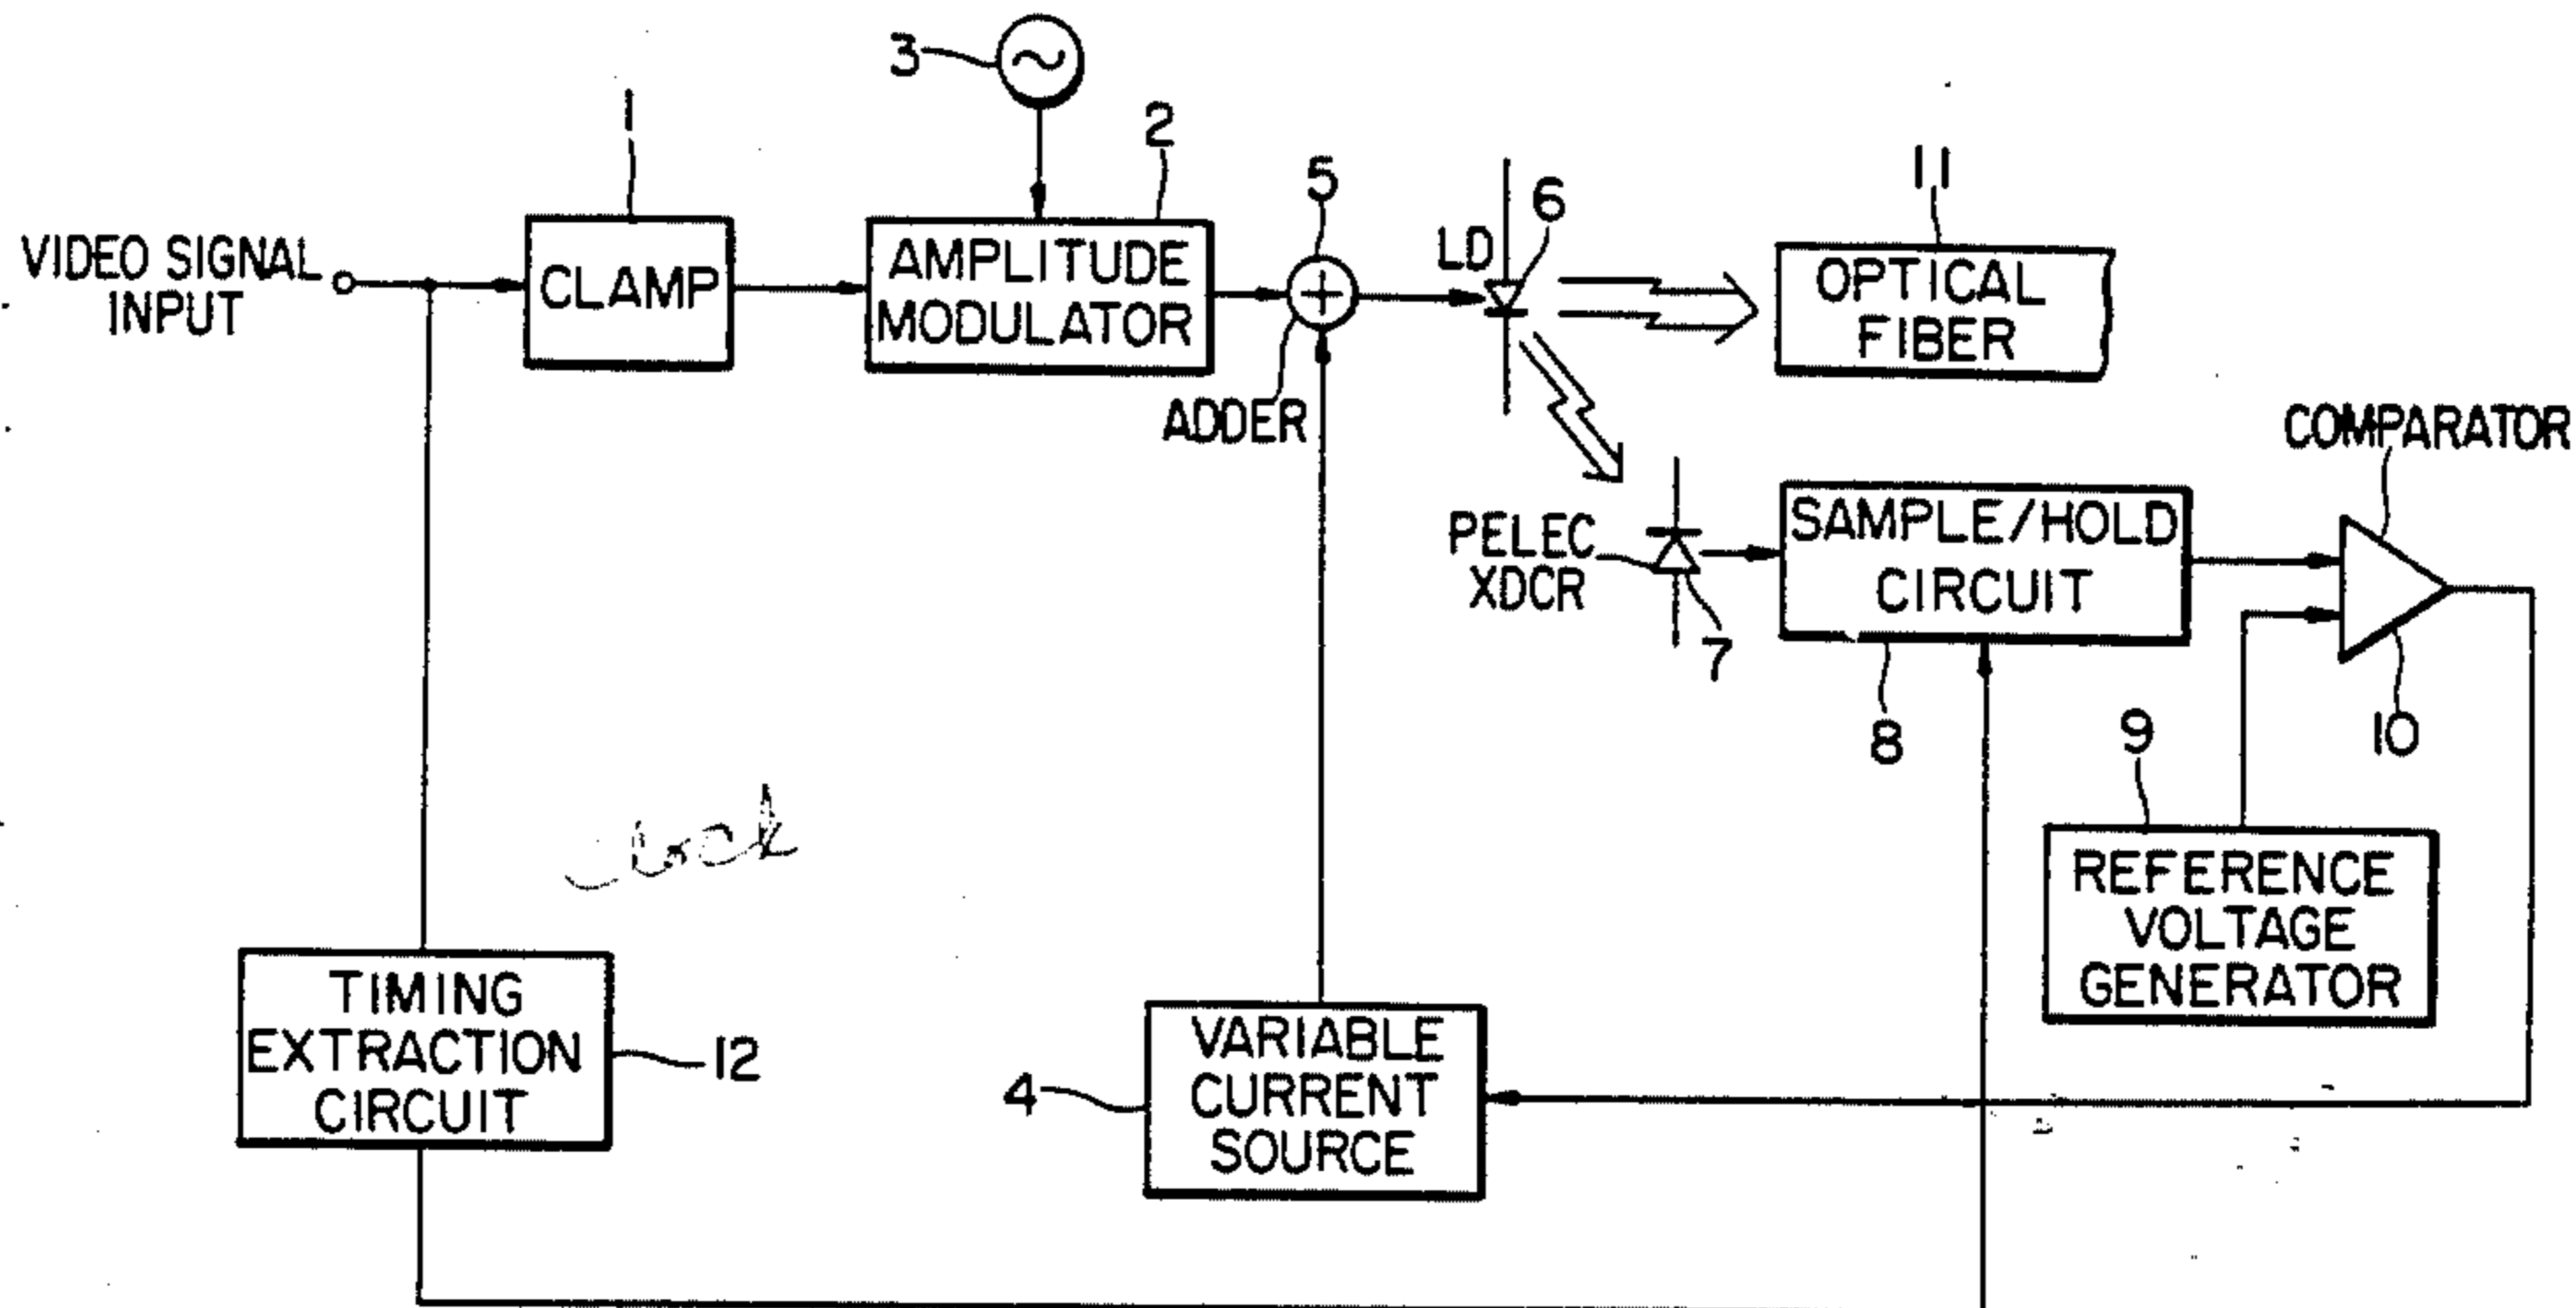 3
1
2
5
6
11
VIDEO SIGNAL
INPUT
CLAMP
AMPLITUDE
MODULATOR
LD
OPTICAL
FIBER
ADDER
COMPARATOR
PELEC
XDCR
7
SAMPLE/HOLD
CIRCUIT
8
9
10
REFERENCE
VOLTAGE
GENERATOR
TIMING
EXTRACTION
CIRCUIT
12
4
VARIABLE
CURRENT
SOURCE